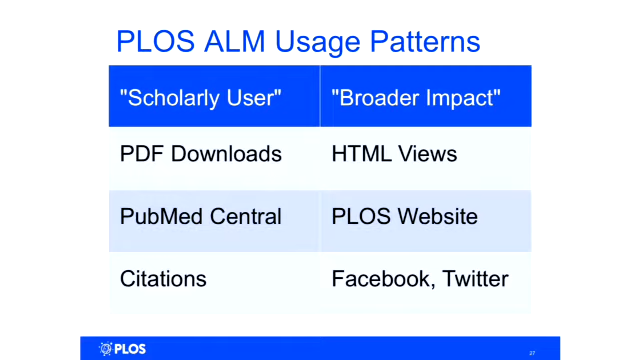 PLOS ALM Usage Patterns
"Scholarly User" "Broader Impact"
PDF Downloads HTML Views
PubMed Central PLOS Website
Citations Facebook, Twitter
PLOS 27